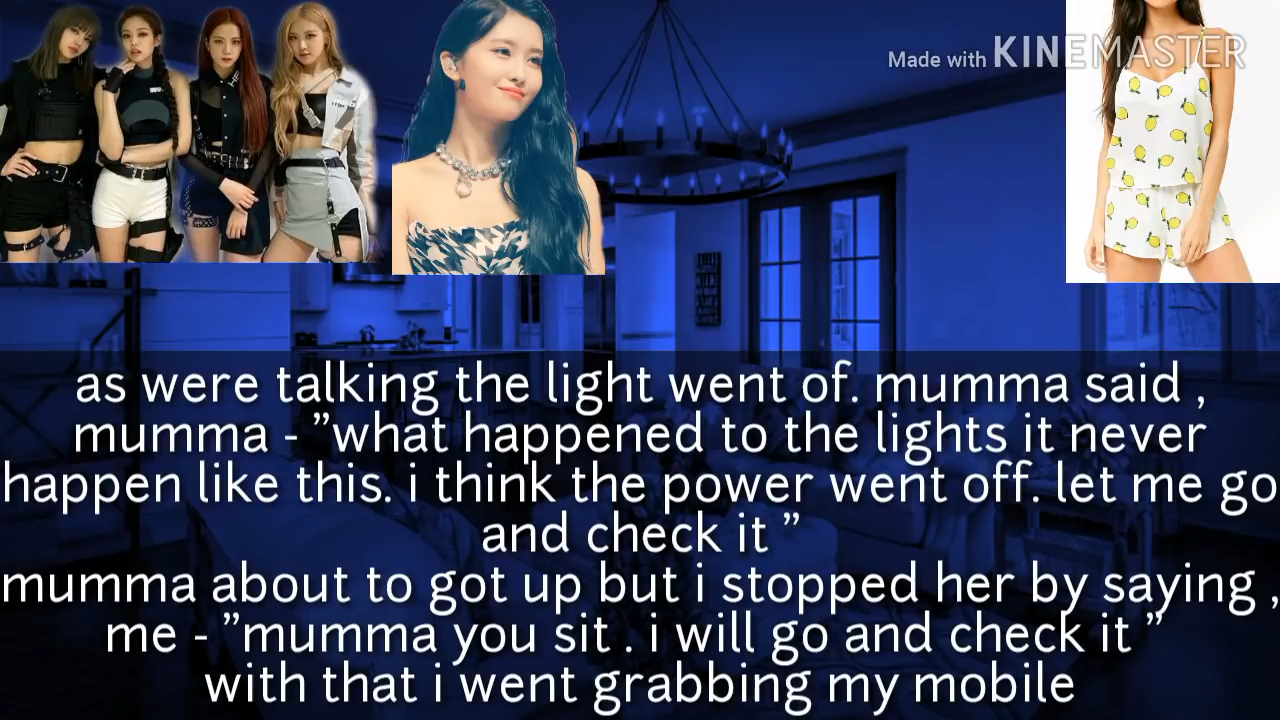 Made with KINEMASTER
as were talking the light went of. mumma said ,
mumma - ”what happened to the lights it never
happen like this. i think the power went off. let me go
and check it ”
mumma about to got up but i stopped her by saying ,
me - ”mumma you sit . i will go and check it ”
with that i went grabbing my mobile